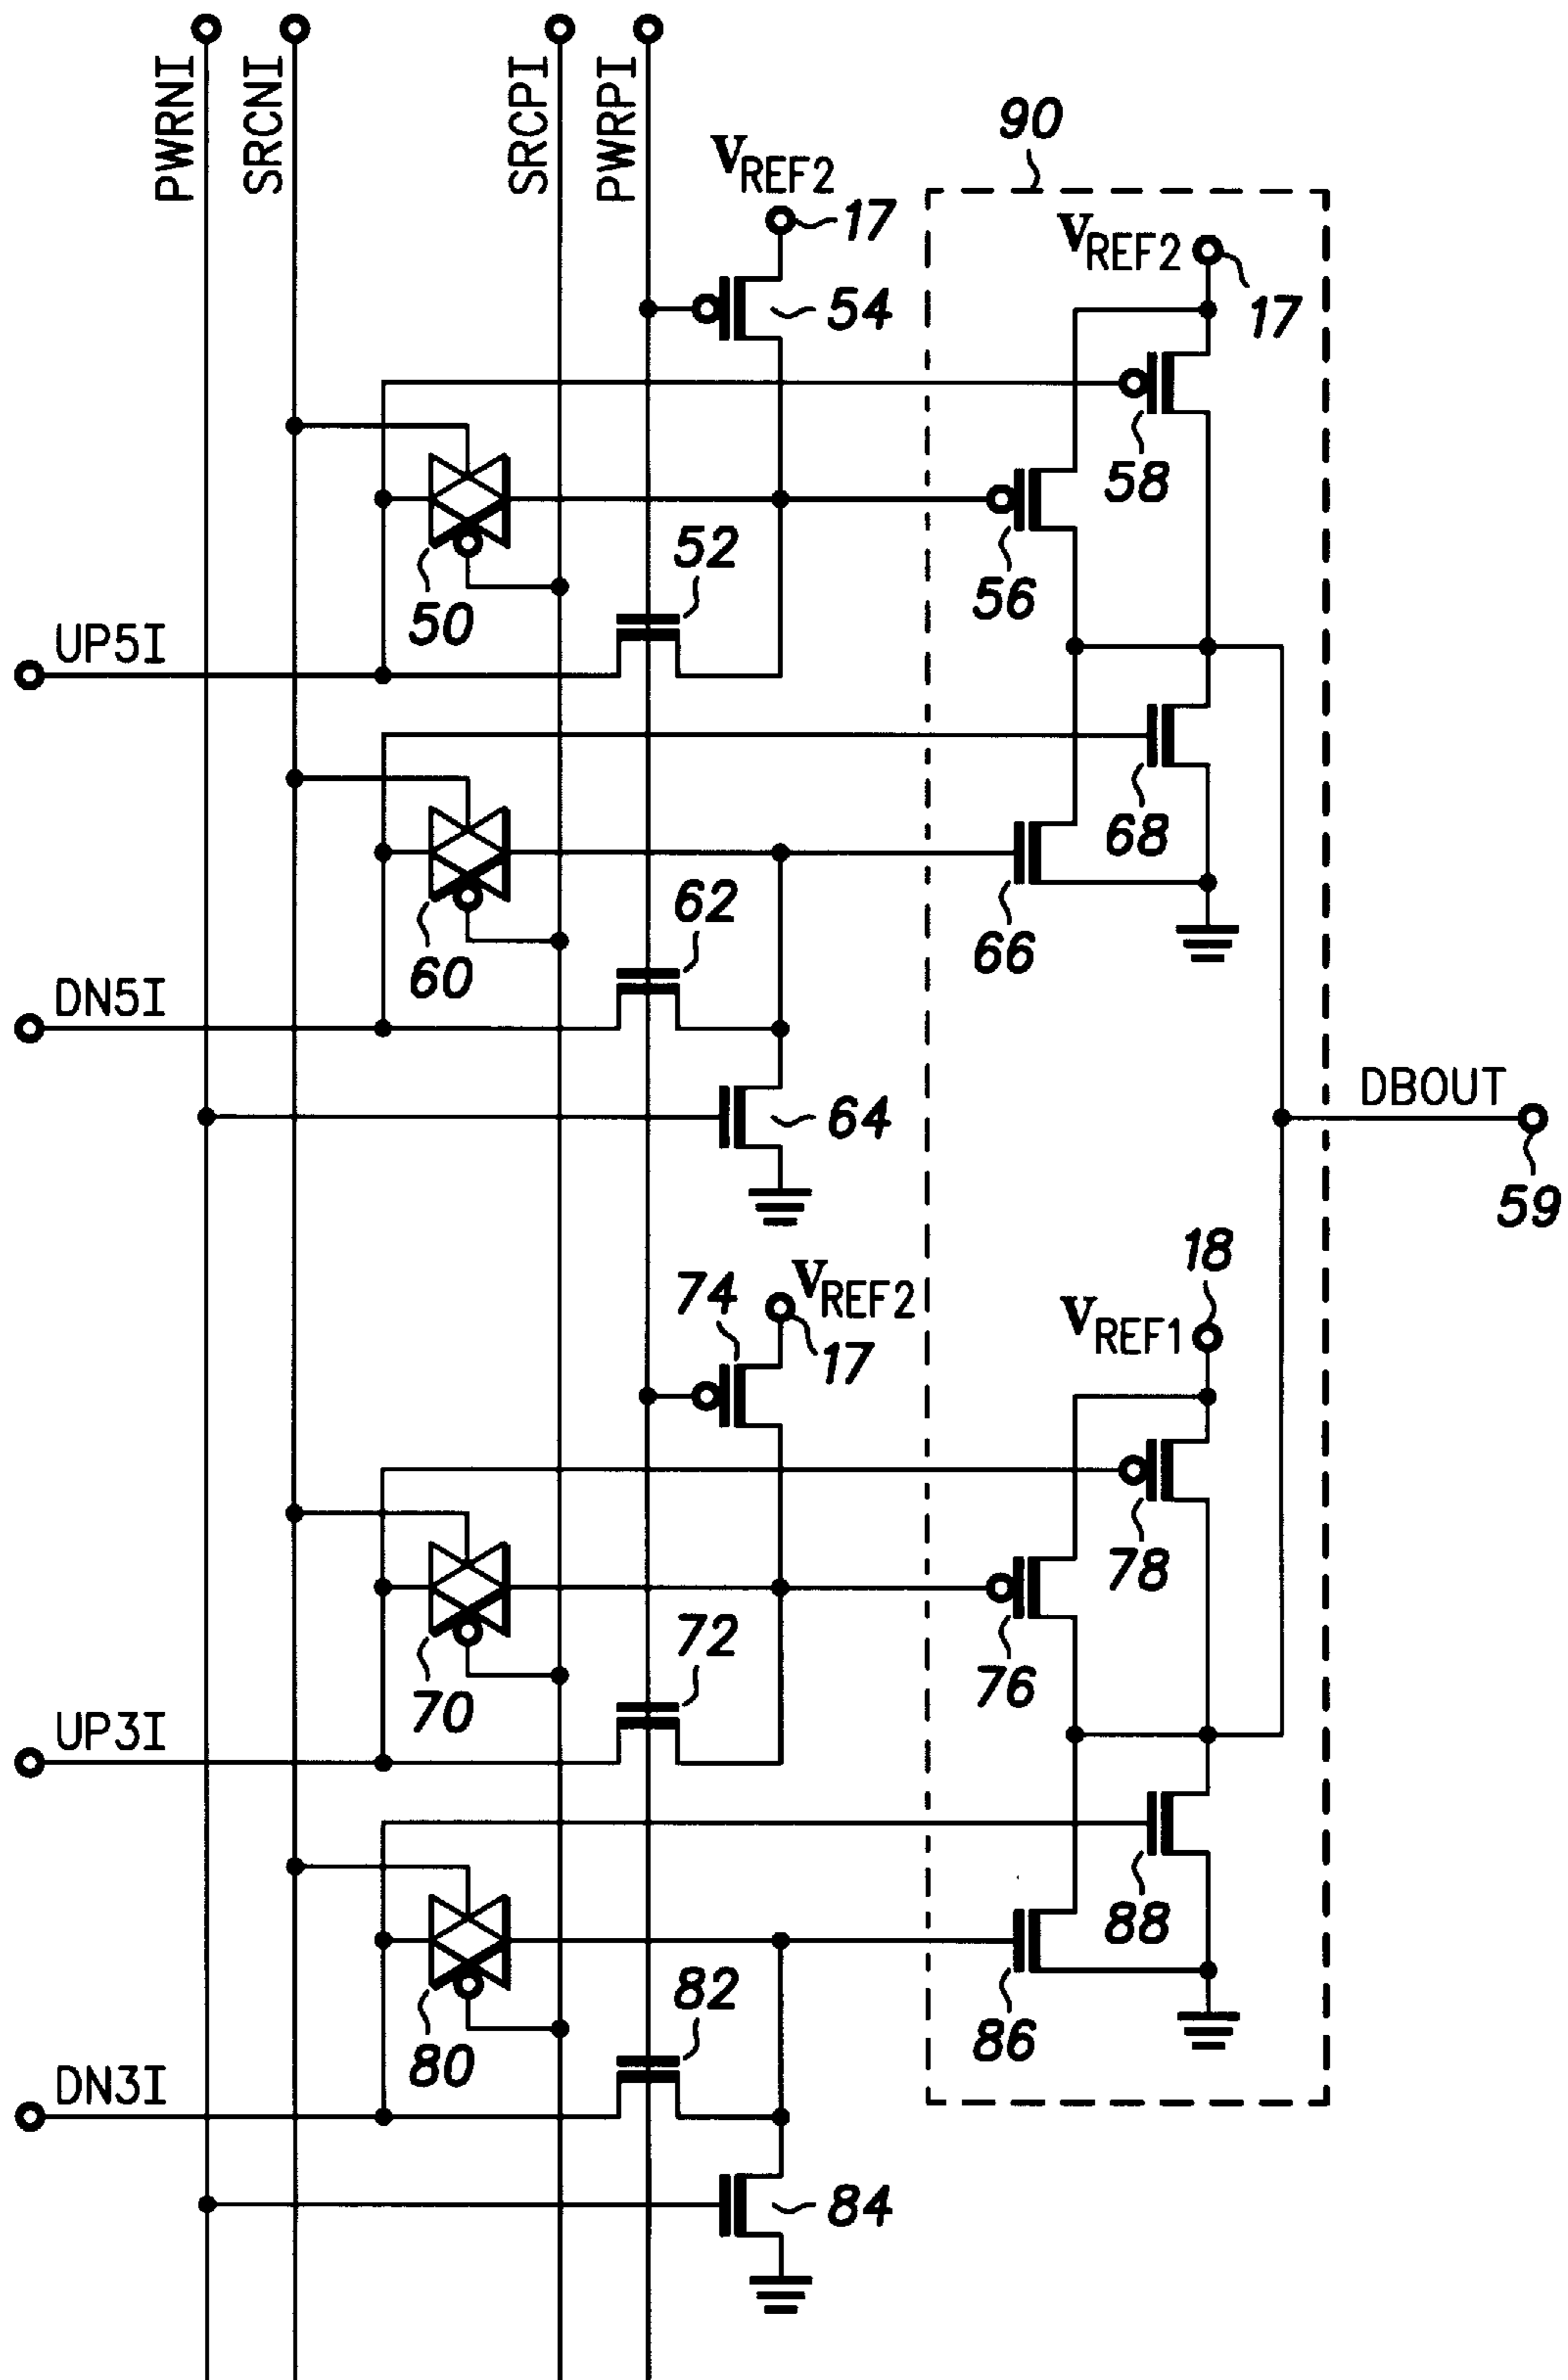 PWRNI
SRCNI
SRCPI
PWRPI
90
VREF2
17
VREF2
17
54
58
56
52
50
UP5I
68
66
62
60
DN5I
64
DBOUT
59
18
74
VREF2
17
VREF1
78
76
72
70
UP3I
88
86
82
80
DN3I
84